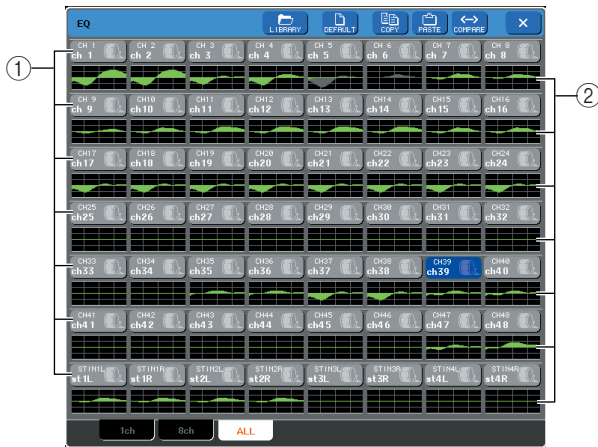 EQ LIBRARY DEFAULT COPY PASTE COMPARE ×
CH 1 CH 2 CH 3 CH 4 CH 5 CH 6 CH 7 CH 8
ch 1 ch 2 ch 3 ch 4 ch 5 ch 6 ch 7 ch 8
1
2
CH 9 CH10 CH11 CH12 CH13 CH14 CH15 CH16
ch 9 ch10 ch11 ch12 ch13 ch14 ch15 ch16
CH17 CH18 CH19 CH20 CH21 CH22 CH23 CH24
ch17 ch18 ch19 ch20 ch21 ch22 ch23 ch24
CH25 CH26 CH27 CH28 CH29 CH30 CH31 CH32
ch25 ch26 ch27 ch28 ch29 ch30 ch31 ch32
CH33 CH34 CH35 CH36 CH37 CH38 CH39 CH40
ch33 ch34 ch35 ch36 ch37 ch38 ch39 ch40
CH41 CH42 CH43 CH44 CH45 CH46 CH47 CH48
ch41 ch42 ch43 ch44 ch45 ch46 ch47 ch48
STIN1L STIN1R STIN2L STIN2R STIN3L STIN3R STIN4L STIN4R
st1L st1R st2L st2R st3L st3R st4L st4R
1ch 8ch ALL